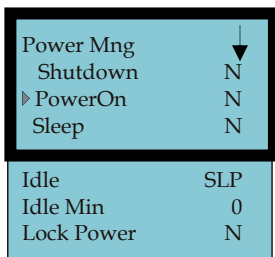 Power Mng
Shutdown N
PowerOn N
Sleep N
Idle SLP
Idle Min 0
Lock Power N